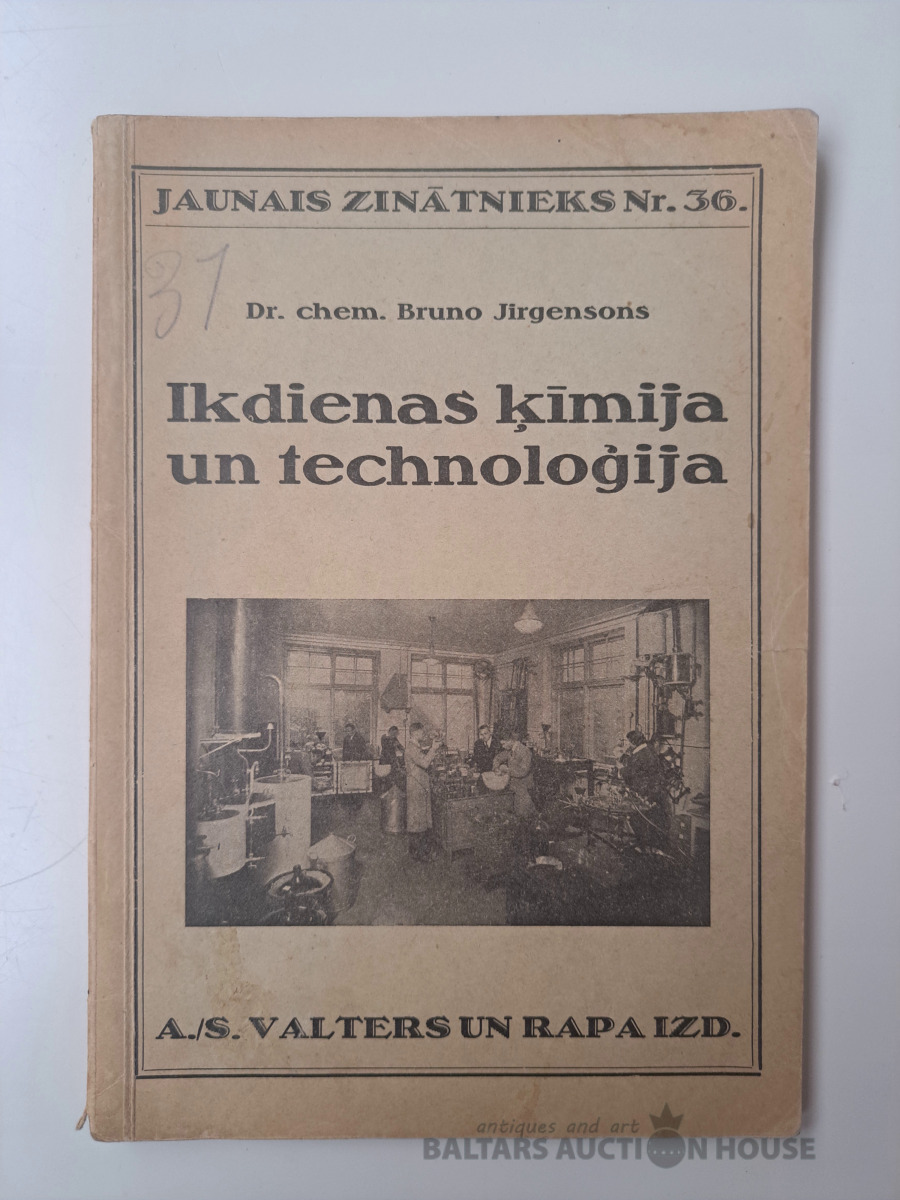 JAUNAIS ZINĀTNIEKS Nr. 36.
37
Dr. chem. Bruno Jirgensons
Ikdienas ķīmija
un technoloģija
A./S. VALTERS UN RAPA IZD.
antiques and art
BALTARS AUCTION HOUSE